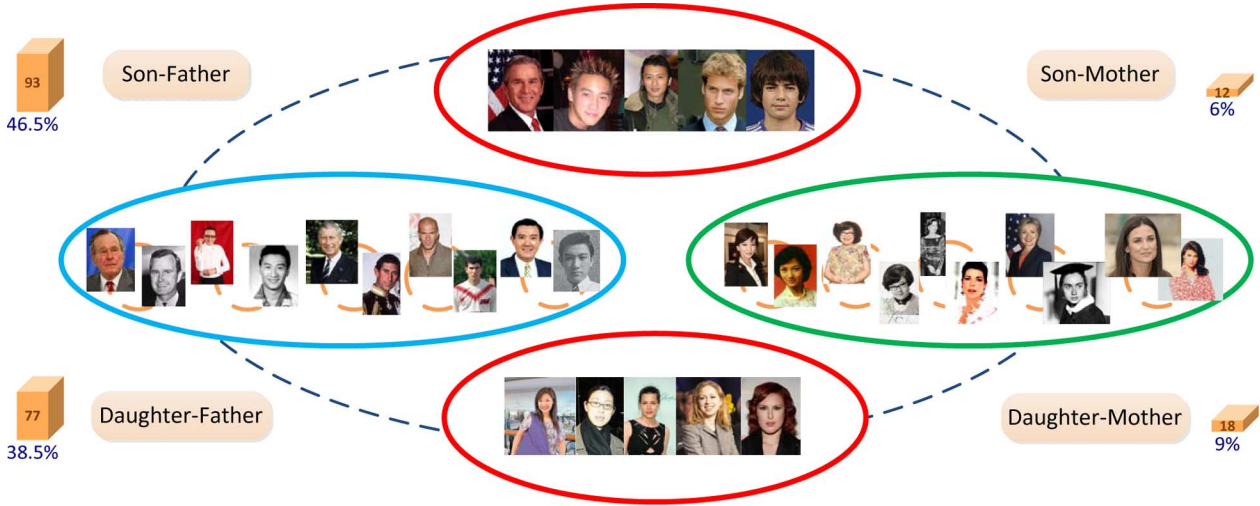 93
46.5%
Son-Father
Son-Mother
12
6%
77
38.5%
Daughter-Father
Daughter-Mother
18
9%